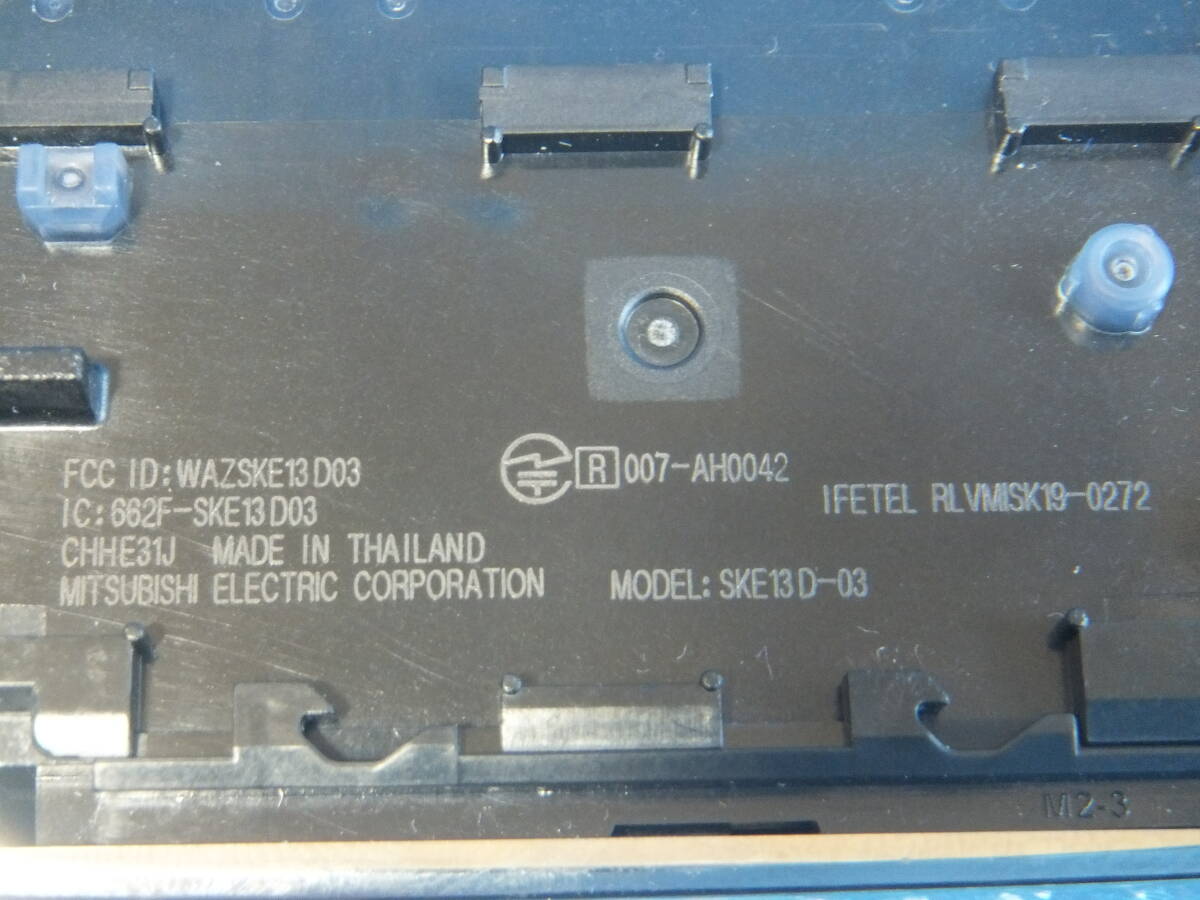 FCC ID: WAZSKE13D03
IC: 662F-SKE13D03
CHHE31J MADE IN THAILAND
MITSUBISHI ELECTRIC CORPORATION
R 007-AH0042
IFETEL RLVMISK19-0272
MODEL: SKE13D-03
M2-3